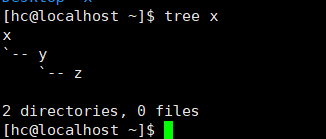 [hc@localhost ~]$ tree x
x
`-- y
    `-- z

2 directories, 0 files
[hc@localhost ~]$